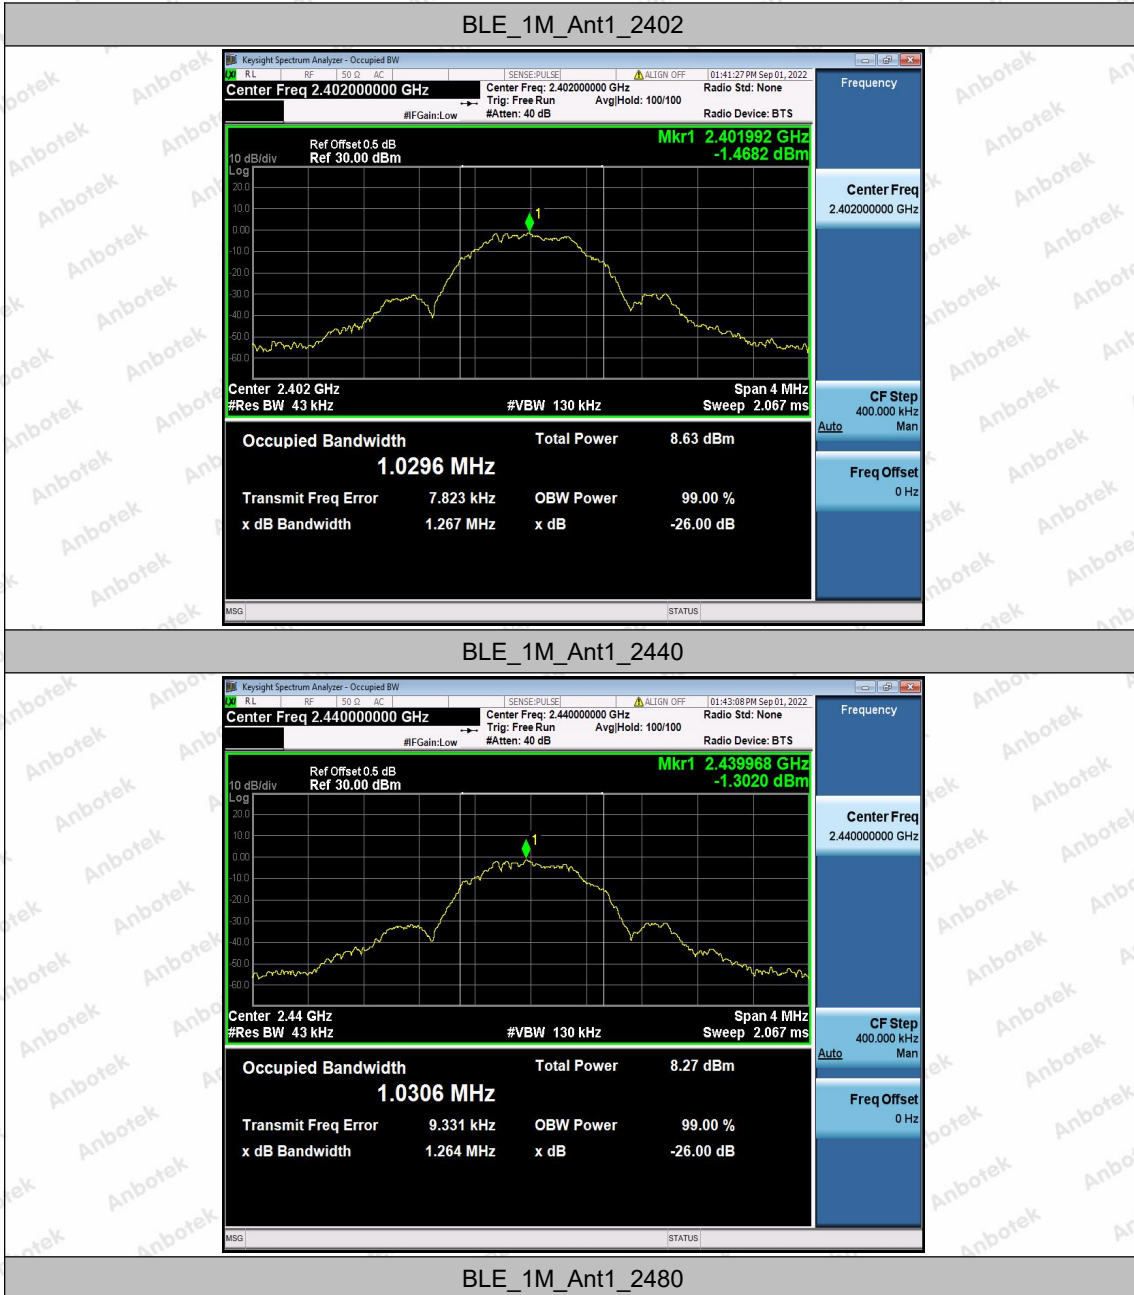 BLE_1M_Ant1_2402
Keysight Spectrum Analyzer - Occupied BW
LXI RL RF 50 Ω AC SENSE:PULSE ALIGN OFF 01:41:27 PM Sep 01, 2022
Center Freq 2.402000000 GHz
Center Freq: 2.402000000 GHz Radio Std: None
Trig: Free Run Avg|Hold: 100/100
#IFGain:Low #Atten: 40 dB Radio Device: BTS
Frequency
Mkr1 2.401992 GHz
-1.4682 dBm
Ref Offset 0.5 dB
10 dB/div Ref 30.00 dBm
Log
20.0
10.0
0.00
-10.0
-20.0
-30.0
-40.0
-50.0
-60.0
1
Center 2.402 GHz Span 4 MHz
#Res BW 43 kHz #VBW 130 kHz Sweep 2.067 ms
Center Freq
2.402000000 GHz
CF Step
400.000 kHz
Auto Man
Freq Offset
0 Hz
Occupied Bandwidth Total Power 8.63 dBm
1.0296 MHz
Transmit Freq Error 7.823 kHz OBW Power 99.00 %
x dB Bandwidth 1.267 MHz x dB -26.00 dB
MSG STATUS
BLE_1M_Ant1_2440
Keysight Spectrum Analyzer - Occupied BW
LXI RL RF 50 Ω AC SENSE:PULSE ALIGN OFF 01:43:08 PM Sep 01, 2022
Center Freq 2.440000000 GHz
Center Freq: 2.440000000 GHz Radio Std: None
Trig: Free Run Avg|Hold: 100/100
#IFGain:Low #Atten: 40 dB Radio Device: BTS
Frequency
Mkr1 2.439968 GHz
-1.3020 dBm
Ref Offset 0.5 dB
10 dB/div Ref 30.00 dBm
Log
20.0
10.0
0.00
-10.0
-20.0
-30.0
-40.0
-50.0
-60.0
1
Center 2.44 GHz Span 4 MHz
#Res BW 43 kHz #VBW 130 kHz Sweep 2.067 ms
Center Freq
2.440000000 GHz
CF Step
400.000 kHz
Auto Man
Freq Offset
0 Hz
Occupied Bandwidth Total Power 8.27 dBm
1.0306 MHz
Transmit Freq Error 9.331 kHz OBW Power 99.00 %
x dB Bandwidth 1.264 MHz x dB -26.00 dB
MSG STATUS
BLE_1M_Ant1_2480
Anbotek